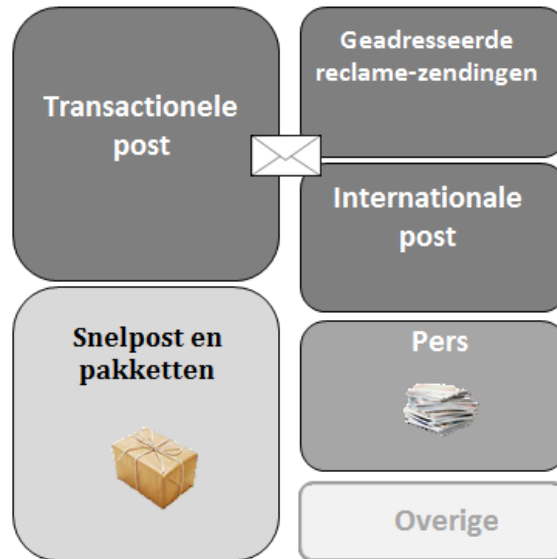 Transactionele
post
Geadresseerde
reclame-zendingen
Internationale
post
Snelpost en
pakketten
Pers
Overige